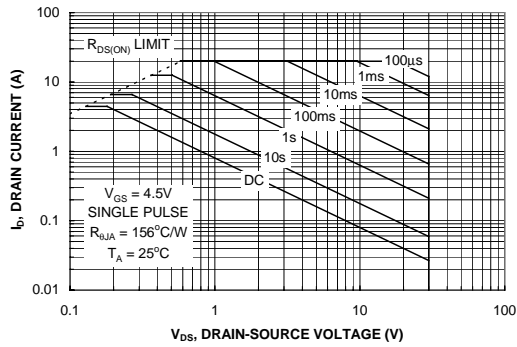 100
10
1
0.1
0.01
I_D, DRAIN CURRENT (A)
R_DS(ON) LIMIT
100μs
1ms
10ms
100ms
1s
10s
DC
V_GS = 4.5V
SINGLE PULSE
R_θJA = 156°C/W
T_A = 25°C
0.1
1
10
100
V_DS, DRAIN-SOURCE VOLTAGE (V)